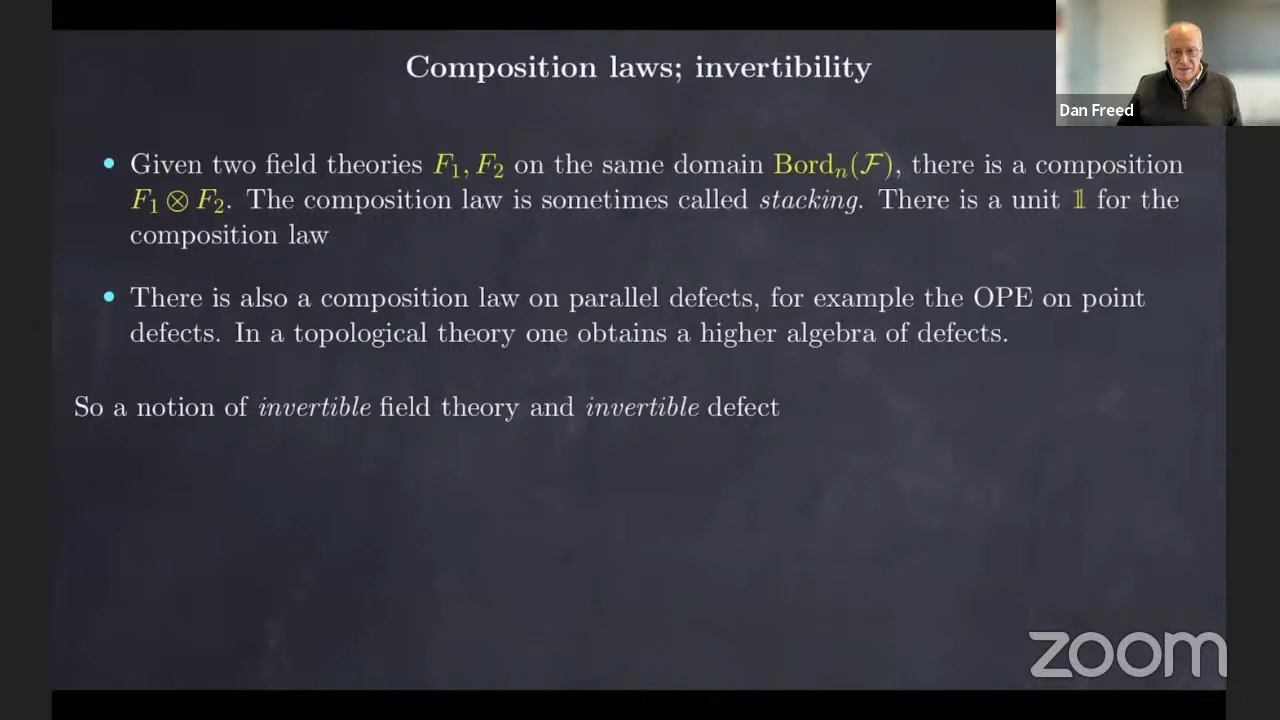 Composition laws; invertibility
Dan Freed
• Given two field theories F₁, F₂ on the same domain Bordₙ(ℱ), there is a composition
F₁ ⊗ F₂. The composition law is sometimes called stacking. There is a unit 𝟙 for the
composition law
• There is also a composition law on parallel defects, for example the OPE on point
defects. In a topological theory one obtains a higher algebra of defects.
So a notion of invertible field theory and invertible defect
zoom